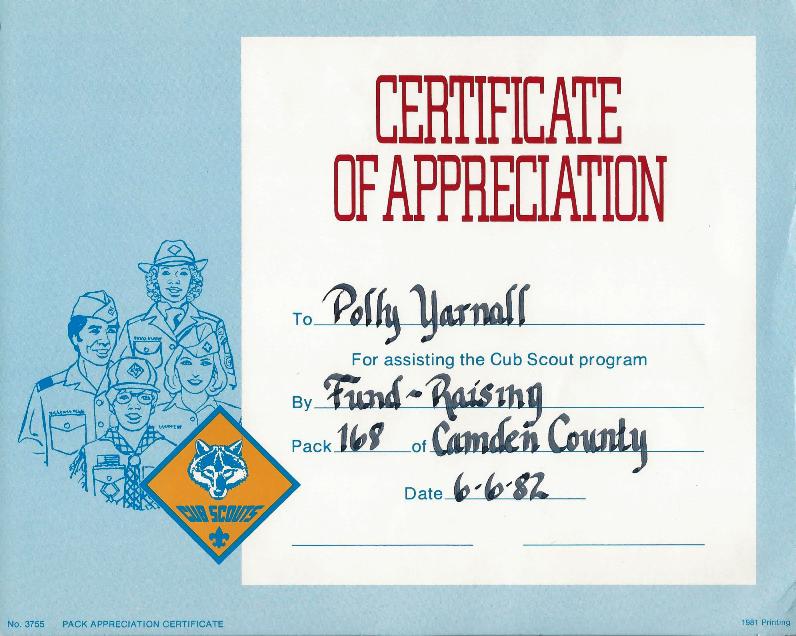 CERTIFICATE
OF APPRECIATION
To Polly Yarnall
For assisting the Cub Scout program
By Fund-Raising
Pack 168 of Camden County
Date 6-6-82
CUB SCOUTS
No. 3755 PACK APPRECIATION CERTIFICATE
1981 Printing